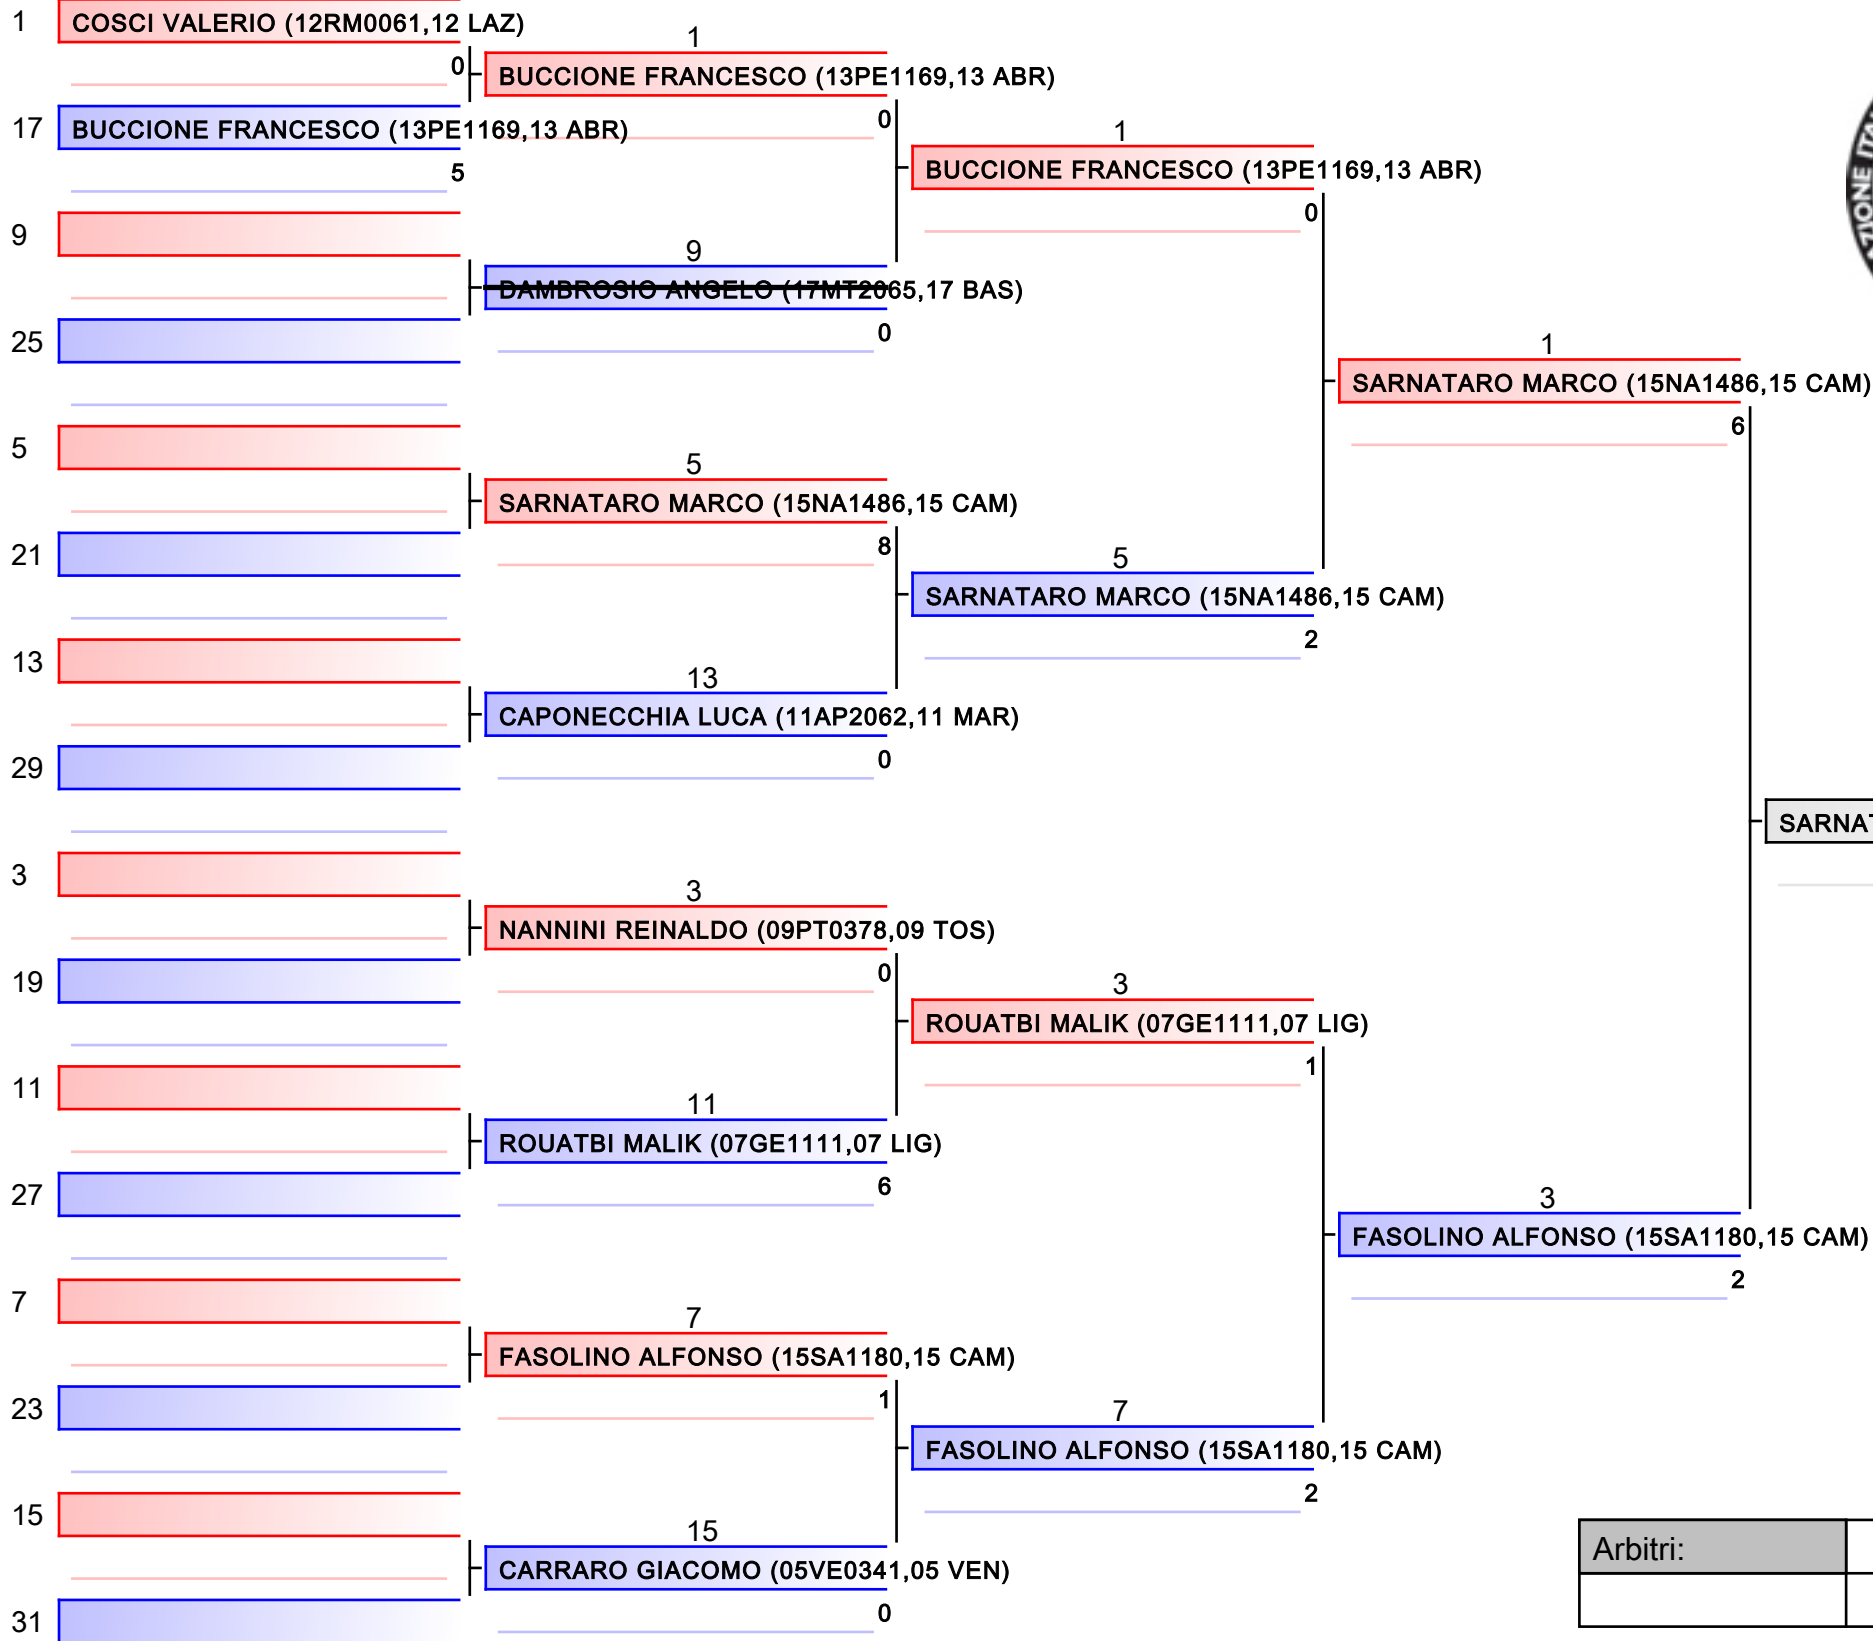 1 COSCI VALERIO (12RM0061,12 LAZ)
0
17 BUCCIONE FRANCESCO (13PE1169,13 ABR)
5
9
25
5
21
13
29
3
19
11
27
7
23
15
31
1
BUCCIONE FRANCESCO (13PE1169,13 ABR)
0
9
DAMBROSIO ANGELO (17MT2065,17 BAS)
0
5
SARNATARO MARCO (15NA1486,15 CAM)
8
13
CAPONECCHIA LUCA (11AP2062,11 MAR)
0
3
NANNINI REINALDO (09PT0378,09 TOS)
0
11
ROUATBI MALIK (07GE1111,07 LIG)
6
7
FASOLINO ALFONSO (15SA1180,15 CAM)
1
15
CARRARO GIACOMO (05VE0341,05 VEN)
0
1
BUCCIONE FRANCESCO (13PE1169,13 ABR)
0
5
SARNATARO MARCO (15NA1486,15 CAM)
2
3
ROUATBI MALIK (07GE1111,07 LIG)
1
7
FASOLINO ALFONSO (15SA1180,15 CAM)
2
1
SARNATARO MARCO (15NA1486,15 CAM)
6
3
FASOLINO ALFONSO (15SA1180,15 CAM)
2
SARNAT
Arbitri: